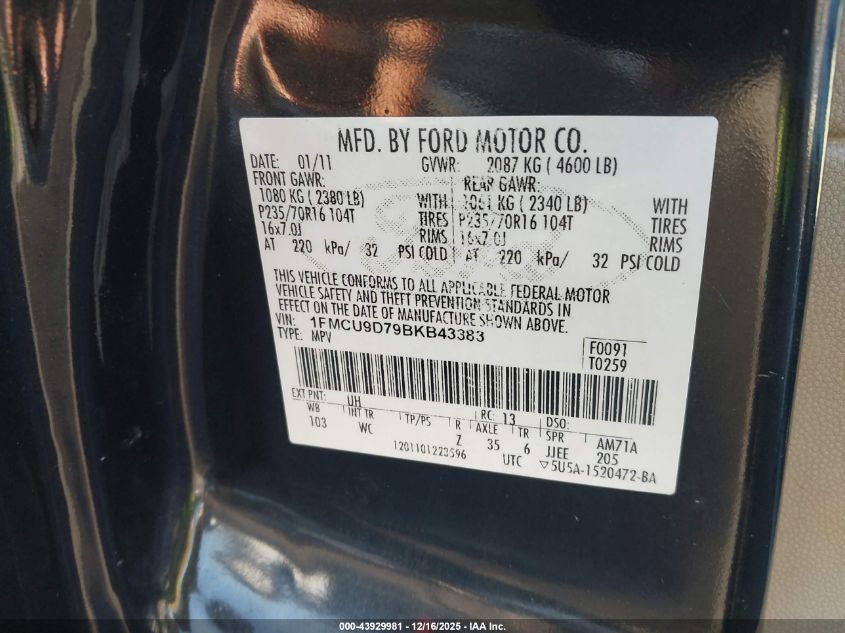 MFD. BY FORD MOTOR CO.
DATE: 01/11 GVWR: 2087 KG ( 4600 LB)
FRONT GAWR: REAR GAWR:
1080 KG ( 2380 LB) WITH 1061 KG ( 2340 LB) WITH
P235/70R16 104T TIRES P235/70R16 104T TIRES
16x7.0J RIMS 16x7.0J RIMS
AT 220 kPa/ 32 PSI COLD AT 220 kPa/ 32 PSI COLD
THIS VEHICLE CONFORMS TO ALL APPLICABLE FEDERAL MOTOR
VEHICLE SAFETY AND THEFT PREVENTION STANDARDS IN
EFFECT ON THE DATE OF MANUFACTURE SHOWN ABOVE.
VIN: 1FMCU9D79BKB43383
TYPE: MPV
F0091
T0259
EXT PNT: UH RC: 13 DSO:
WB INT TR TP/PS R AXLE TR SPR AM71A
103 WC Z 35 6 JJEE 205
1201101223596 UTC ▽5U5A-1520472-BA
000-43929981 - 12/16/2025 - IAA Inc.